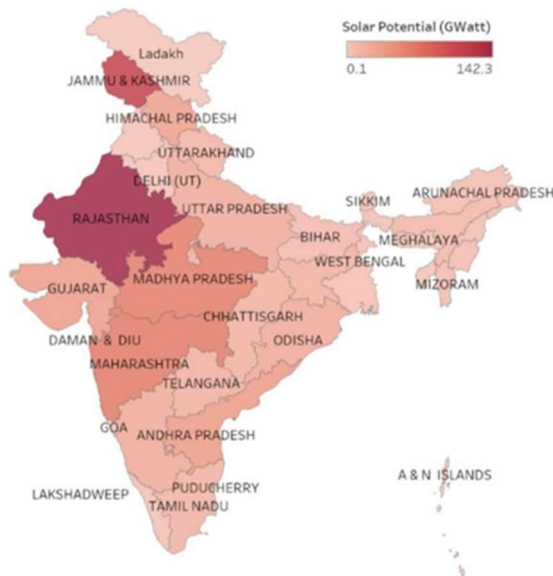 Solar Potential (GWatt)
0.1 142.3
Ladakh
JAMMU & KASHMIR
HIMACHAL PRADESH
UTTARAKHAND
DELHI (UT)
RAJASTHAN
UTTAR PRADESH
SIKKIM
ARUNACHAL PRADESH
BIHAR
MEGHALAYA
WEST BENGAL
MADHYA PRADESH
GUJARAT
MIZORAM
CHHATTISGARH
DAMAN & DIU
ODISHA
MAHARASHTRA
TELANGANA
GOA
ANDHRA PRADESH
A & N ISLANDS
LAKSHADWEEP
PUDUCHERRY
TAMIL NADU